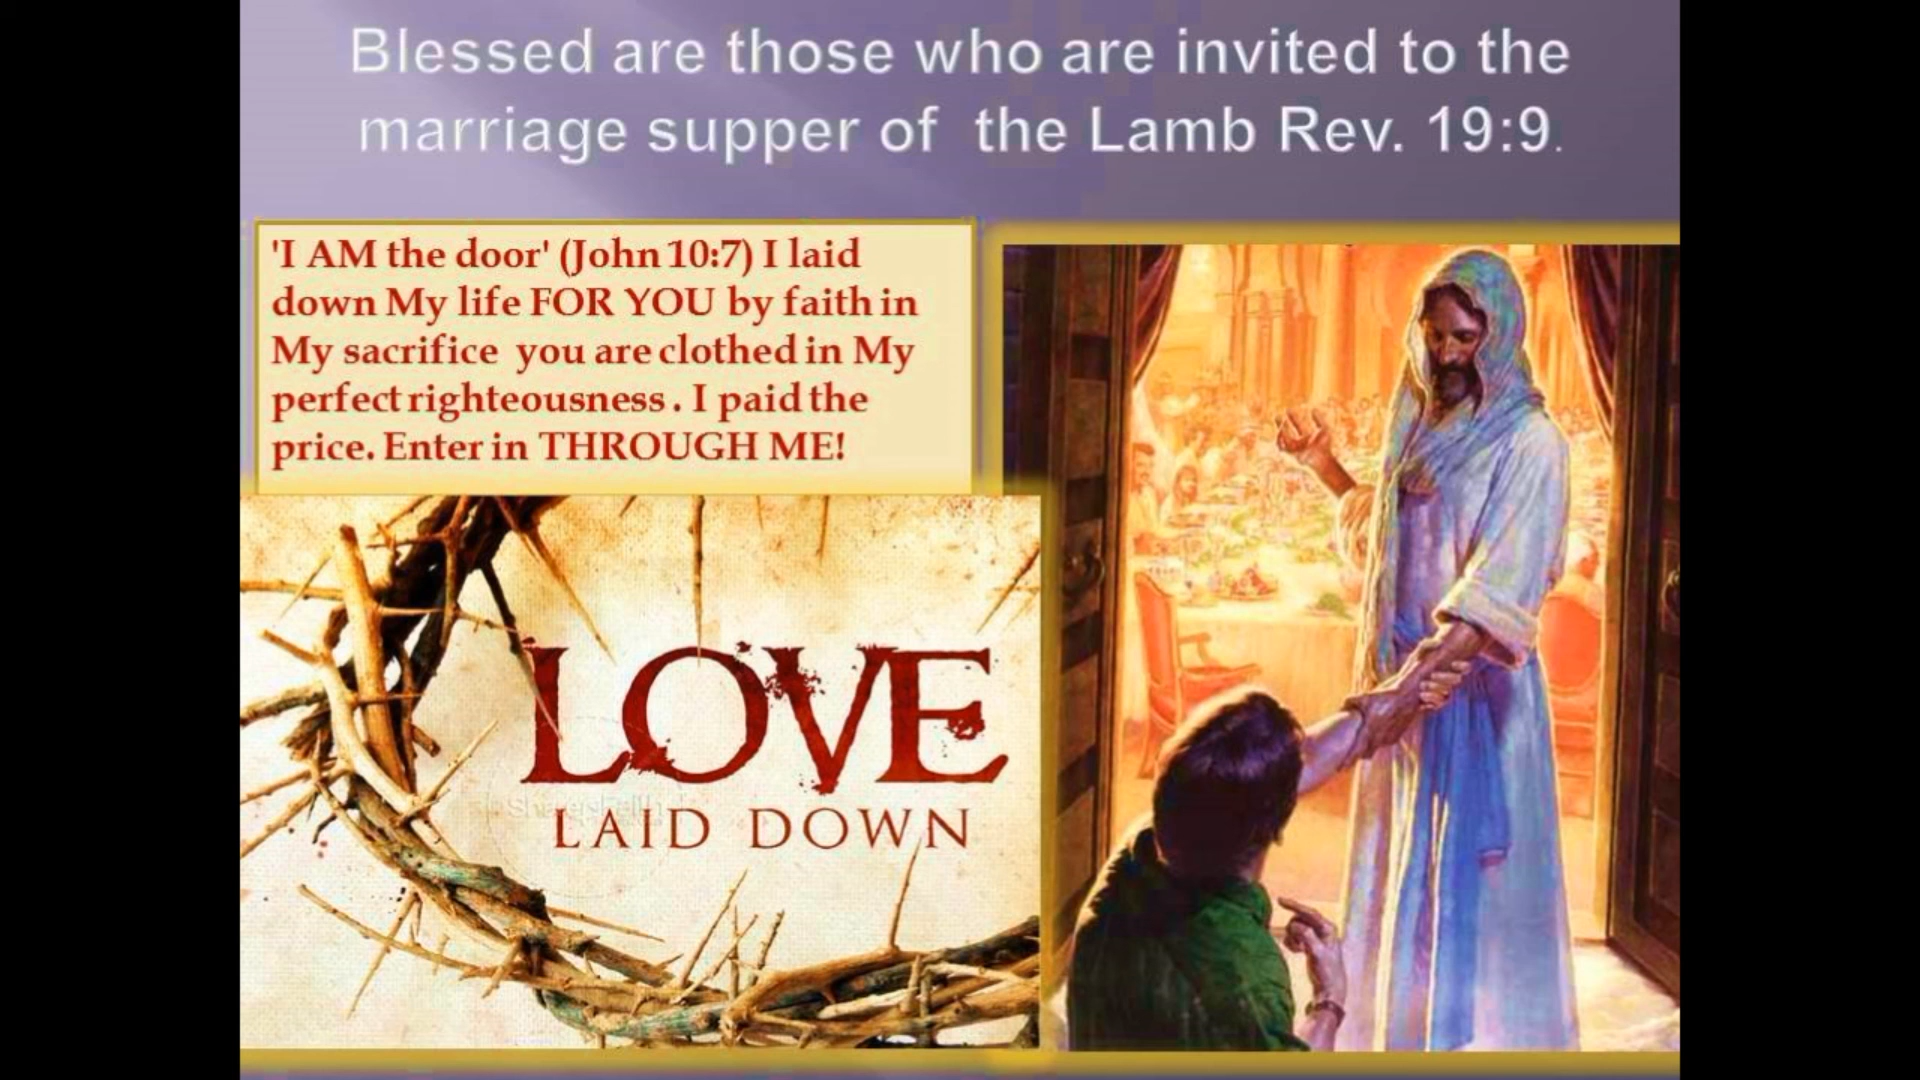 Blessed are those who are invited to the
marriage supper of the Lamb Rev. 19:9.
'I AM the door' (John 10:7) I laid
down My life FOR YOU by faith in
My sacrifice you are clothed in My
perfect righteousness . I paid the
price. Enter in THROUGH ME!
LOVE
LAID DOWN